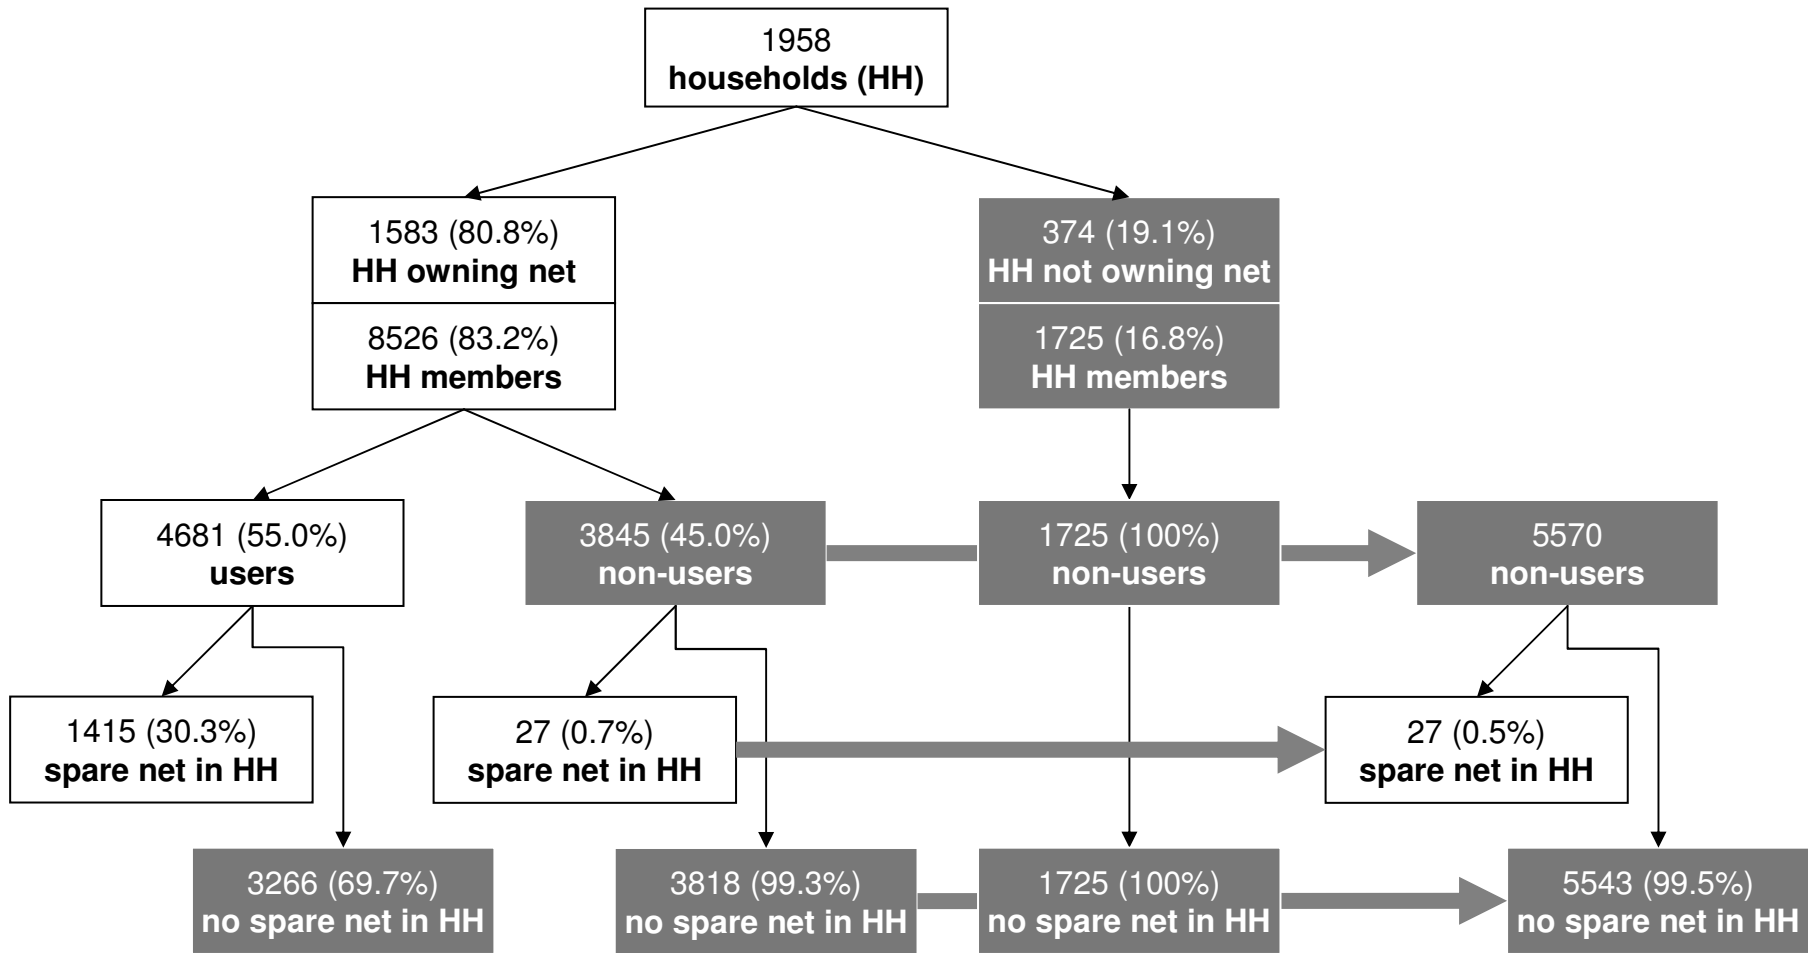 1958
households (HH)
1583 (80.8%)
HH owning net
374 (19.1%)
HH not owning net
8526 (83.2%)
HH members
1725 (16.8%)
HH members
4681 (55.0%)
users
3845 (45.0%)
non-users
1725 (100%)
non-users
5570
non-users
1415 (30.3%)
spare net in HH
27 (0.7%)
spare net in HH
27 (0.5%)
spare net in HH
3266 (69.7%)
no spare net in HH
3818 (99.3%)
no spare net in HH
1725 (100%)
no spare net in HH
5543 (99.5%)
no spare net in HH